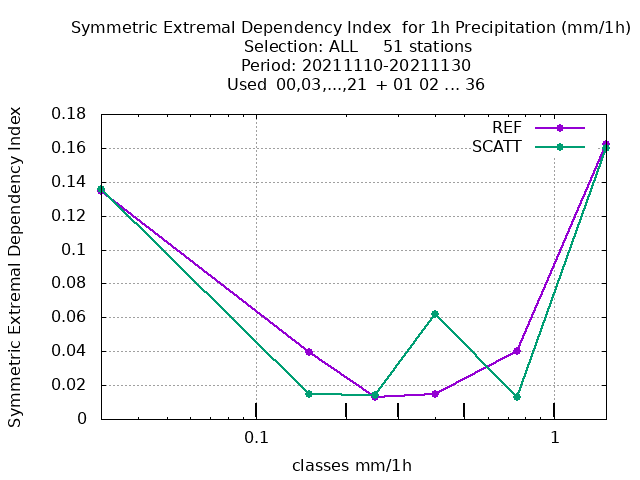 Symmetric Extremal Dependency Index  for 1h Precipitation (mm/1h)
Selection: ALL     51 stations
Period: 20211110-20211130
Used  00,03,...,21  + 01 02 ... 36
Symmetric Extremal Dependency Index
0.18
0.16
0.14
0.12
0.1
0.08
0.06
0.04
0.02
0
REF
SCATT
0.1
1
classes mm/1h